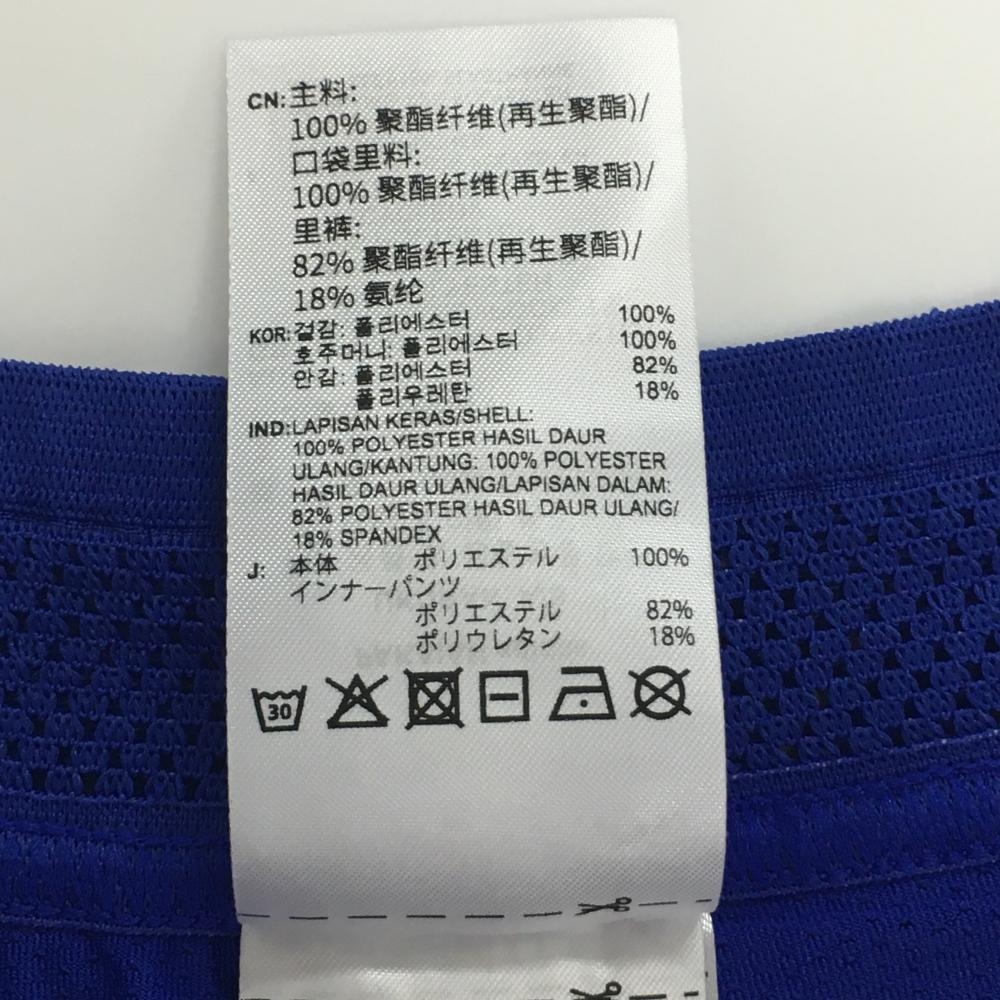 CN: 主料:
100% 聚酯纤维(再生聚酯)/
口袋里料:
100% 聚酯纤维(再生聚酯)/
里裤:
82% 聚酯纤维(再生聚酯)/
18% 氨纶
KOR: 겉감: 폴리에스터 100%
호주머니: 폴리에스터 100%
안감: 폴리에스터 82%
폴리우레탄 18%
IND: LAPISAN KERAS/SHELL:
100% POLYESTER HASIL DAUR
ULANG/KANTUNG: 100% POLYESTER
HASIL DAUR ULANG/LAPISAN DALAM:
82% POLYESTER HASIL DAUR ULANG/
18% SPANDEX
J: 本体 ポリエステル 100%
インナーパンツ
ポリエステル 82%
ポリウレタン 18%
30